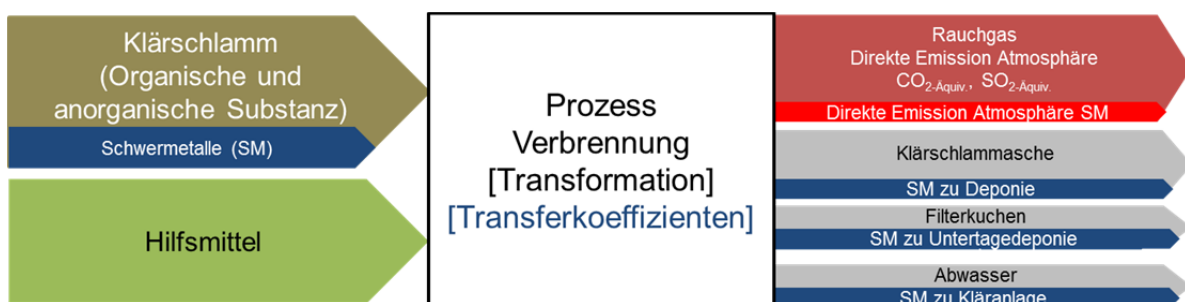 Klärschlamm
(Organische und
anorganische Substanz)
Schwermetalle (SM)
Hilfsmittel
Prozess
Verbrennung
[Transformation]
[Transferkoeffizienten]
Rauchgas
Direkte Emission Atmosphäre
CO2-Äquiv., SO2-Äquiv.
Direkte Emission Atmosphäre SM
Klärschlammasche
SM zu Deponie
Filterkuchen
SM zu Untertagedeponie
Abwasser
SM zu Kläranlage